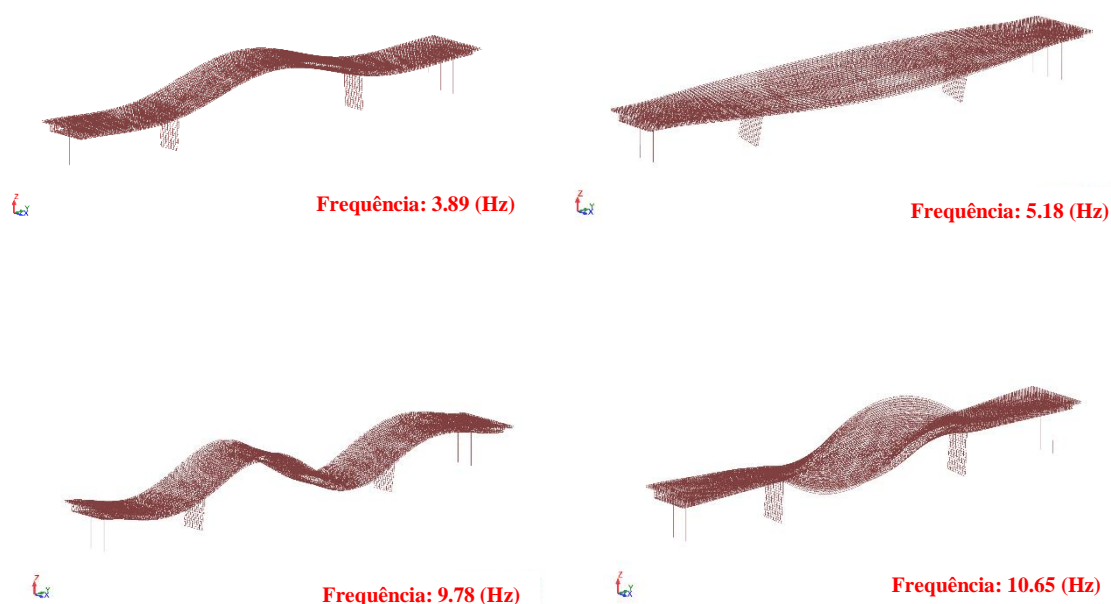 Frequência: 3.89 (Hz)
Frequência: 5.18 (Hz)
Frequência: 9.78 (Hz)
Frequência: 10.65 (Hz)